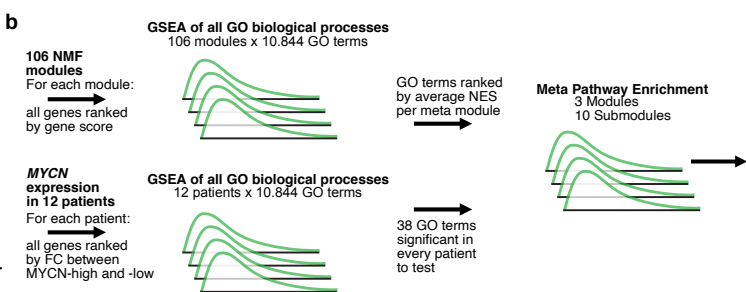 b
GSEA of all GO biological processes
106 modules x 10.844 GO terms
106 NMF
modules
For each module:
all genes ranked
by gene score
GO terms ranked
by average NES
per meta module
Meta Pathway Enrichment
3 Modules
10 Submodules
MYCN
expression
in 12 patients
For each patient:
all genes ranked
by FC between
MYCN-high and -low
GSEA of all GO biological processes
12 patients x 10.844 GO terms
38 GO terms
significant in
every patient
to test